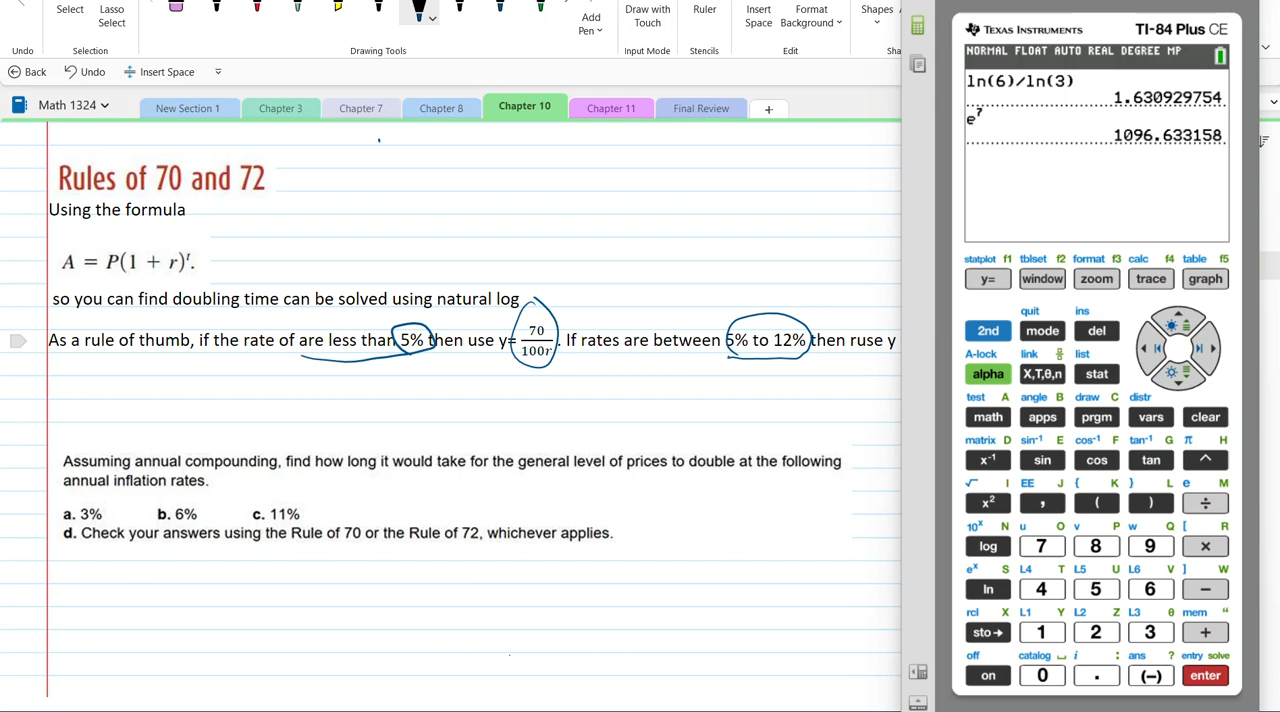 Select
Lasso
Select
Add
Pen
Draw with
Touch
Ruler
Insert
Space
Format
Background
Shapes
Undo
Selection
Drawing Tools
Input Mode
Stencils
Edit
Sha
Back
Undo
Insert Space
Math 1324
New Section 1
Chapter 3
Chapter 7
Chapter 8
Chapter 10
Chapter 11
Final Review
+
Rules of 70 and 72
Using the formula
A = P(1 + r)^t.
so you can find doubling time can be solved using natural log
As a rule of thumb, if the rate of are less than 5% then use y= 70/100r . If rates are between 5% to 12% then ruse y
Assuming annual compounding, find how long it would take for the general level of prices to double at the following
annual inflation rates.
a. 3% b. 6% c. 11%
d. Check your answers using the Rule of 70 or the Rule of 72, whichever applies.
TEXAS INSTRUMENTS TI-84 Plus CE
NORMAL FLOAT AUTO REAL DEGREE MP
ln(6)/ln(3)
1.630929754
e^7
1096.633158
statplot f1 tblset f2 format f3 calc f4 table f5
y= window zoom trace graph
quit ins
2nd mode del
A-lock link list
alpha X,T,θ,n stat
test A angle B draw C distr
math apps prgm vars clear
matrix D sin⁻¹ E cos⁻¹ F tan⁻¹ G π H
x⁻¹ sin cos tan ^
√ I EE J { K } L e M
x² , ( ) ÷
10ˣ N u O v P w Q [ R
log 7 8 9 ×
eˣ S L4 T L5 U L6 V ] W
ln 4 5 6 −
rcl X L1 Y L2 Z L3 θ mem "
sto→ 1 2 3 +
off catalog ␣ i : ans ? entry solve
on 0 . (−) enter